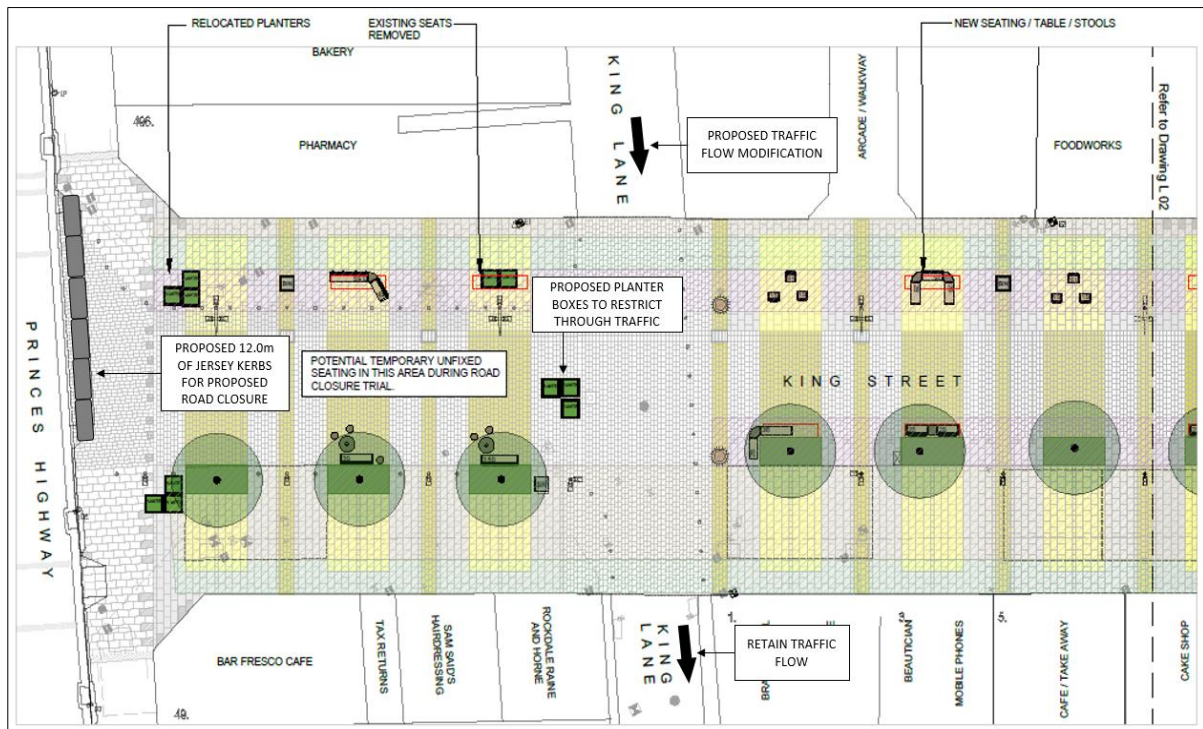 RELOCATED PLANTERS
EXISTING SEATS
REMOVED
NEW SEATING / TABLE / STOOLS
BAKERY
KING LANE
ARCADE / WALKWAY
Refer to Drawing L 02
496.
PHARMACY
PROPOSED TRAFFIC
FLOW MODIFICATION
FOODWORKS
PRINCES HIGHWAY
PROPOSED 12.0m
OF JERSEY KERBS
FOR PROPOSED
ROAD CLOSURE
POTENTIAL TEMPORARY UNFIXED
SEATING IN THIS AREA DURING ROAD
CLOSURE TRIAL.
PROPOSED PLANTER
BOXES TO RESTRICT
THROUGH TRAFFIC
KING STREET
BAR FRESCO CAFE
TAX RETURNS
SAM SAID'S
HAIRDRESSING
ROCKDALE RAINE
AND HORNE
KING
LANE
RETAIN TRAFFIC
FLOW
1.
3.
5.
BEAUTICIAN
MOBILE PHONES
CAFE / TAKE AWAY
CAKE SHOP